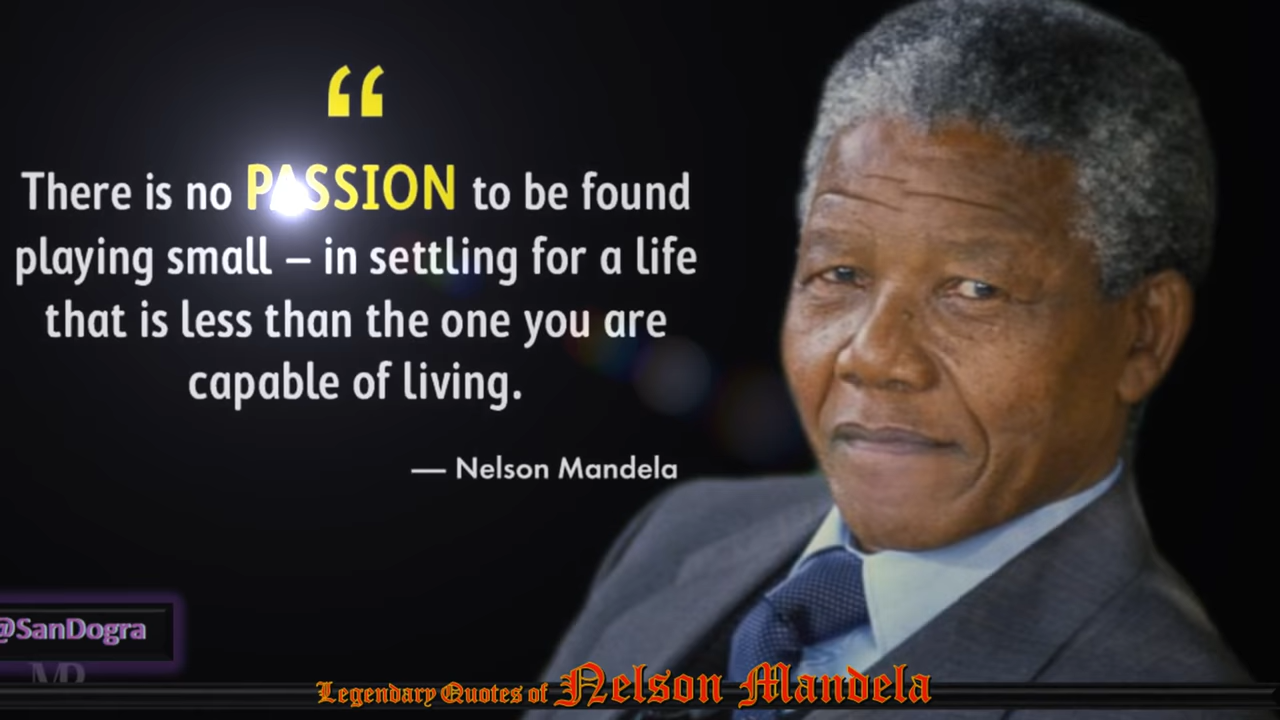 “
There is no PASSION to be found
playing small – in settling for a life
that is less than the one you are
capable of living.
— Nelson Mandela
@SanDogra
Legendary Quotes of Nelson Mandela